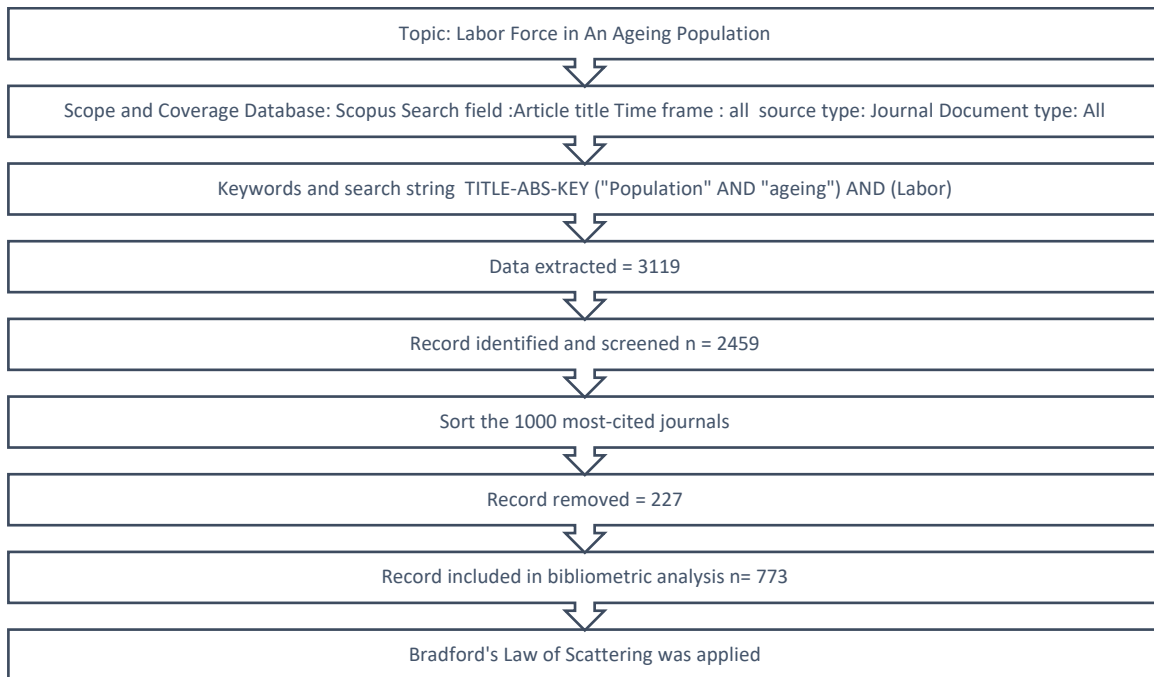 Topic: Labor Force in An Ageing Population
Scope and Coverage Database: Scopus Search field :Article title Time frame : all  source type: Journal Document type: All
Keywords and search string  TITLE-ABS-KEY ("Population" AND "ageing") AND (Labor)
Data extracted = 3119
Record identified and screened n = 2459
Sort the 1000 most-cited journals
Record removed = 227
Record included in bibliometric analysis n= 773
Bradford's Law of Scattering was applied